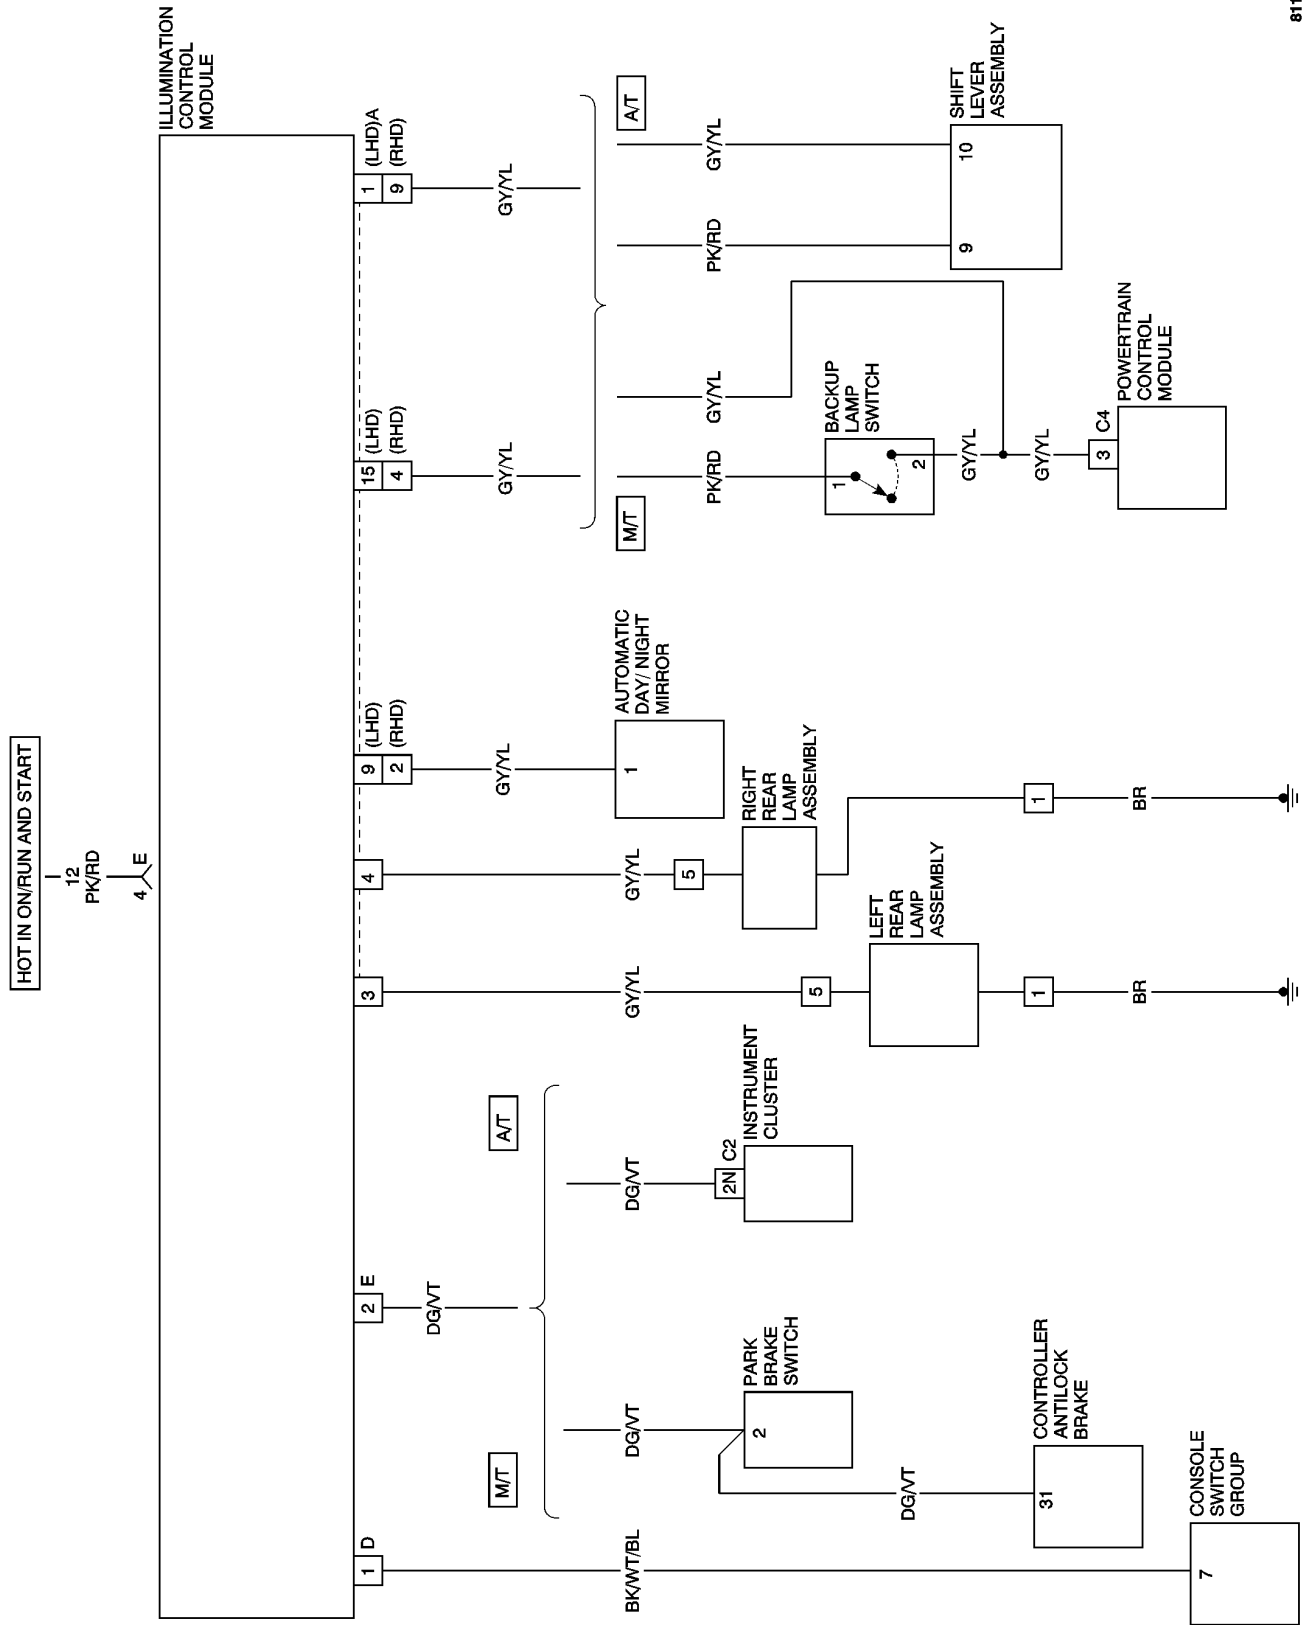 811
ILLUMINATION
CONTROL
MODULE
(LHD)A
(RHD)
1
9
GY/YL
A/T
GY/YL
PK/RD
SHIFT
LEVER
ASSEMBLY
10
9
(LHD)
(RHD)
15
4
GY/YL
GY/YL
PK/RD
M/T
BACKUP
LAMP
SWITCH
1
2
GY/YL
GY/YL
POWERTRAIN
CONTROL
MODULE
3
C4
HOT IN ON/RUN AND START
12
PK/RD
4
E
(LHD)
(RHD)
9
2
GY/YL
AUTOMATIC
DAY/ NIGHT
MIRROR
1
4
GY/YL
5
RIGHT
REAR
LAMP
ASSEMBLY
1
BR
3
GY/YL
5
LEFT
REAR
LAMP
ASSEMBLY
1
BR
2
E
DG/VT
A/T
DG/VT
2N
C2
INSTRUMENT
CLUSTER
M/T
DG/VT
PARK
BRAKE
SWITCH
2
DG/VT
CONTROLLER
ANTILOCK
BRAKE
31
1
D
BK/WT/BL
CONSOLE
SWITCH
GROUP
7